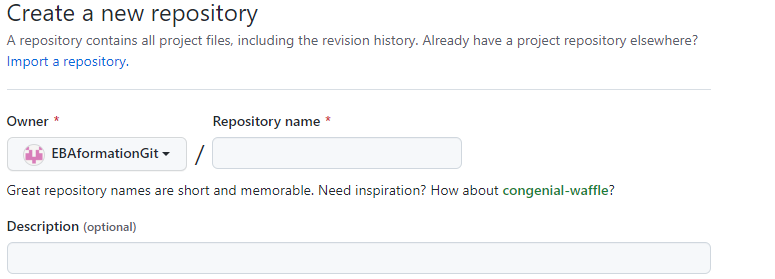 Create a new repository
A repository contains all project files, including the revision history. Already have a project repository elsewhere?
Import a repository.
Owner *
Repository name *
EBAformationGit
/
Great repository names are short and memorable. Need inspiration? How about congenial-waffle?
Description (optional)